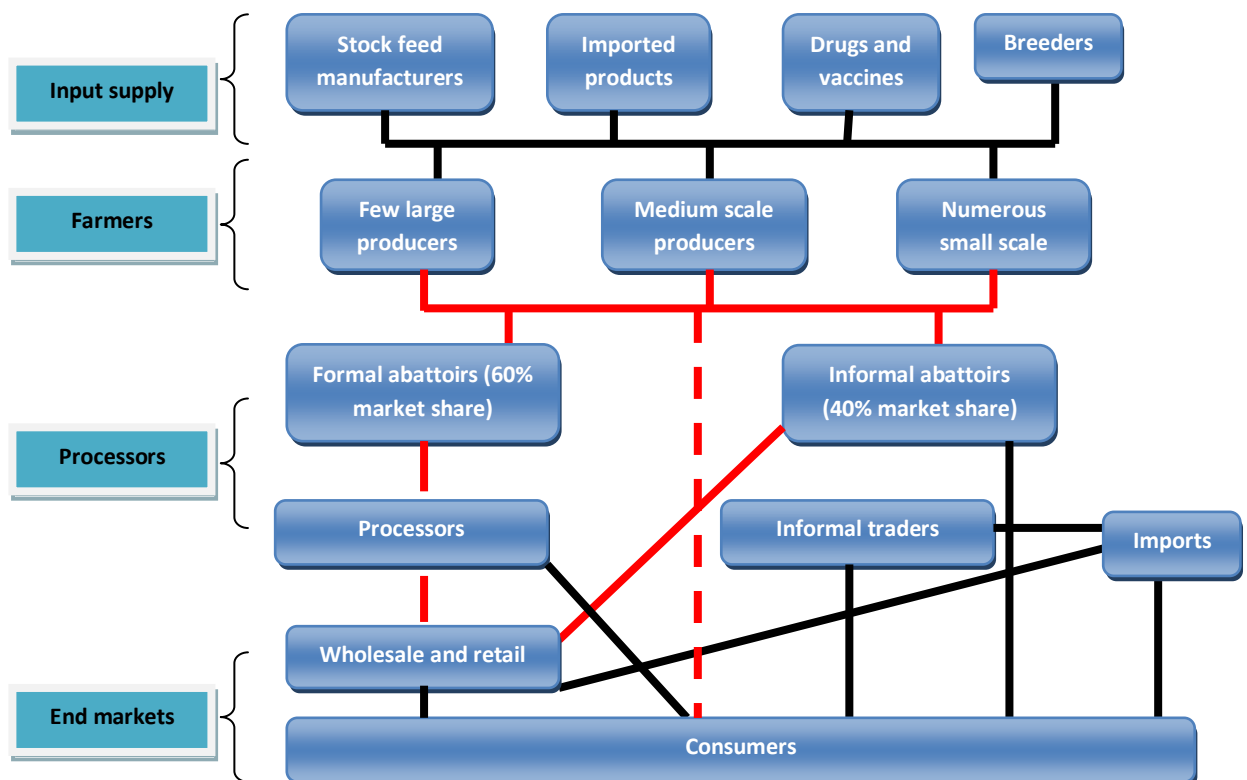 Input supply
Stock feed
manufacturers
Imported
products
Drugs and
vaccines
Breeders
Farmers
Few large
producers
Medium scale
producers
Numerous
small scale
Formal abattoirs (60%
market share)
Informal abattoirs
(40% market share)
Processors
Processors
Informal traders
Imports
Wholesale and retail
End markets
Consumers